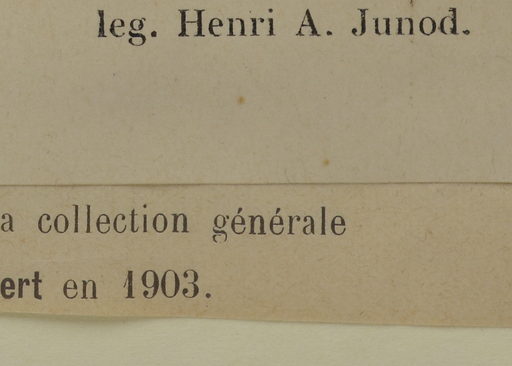 leg. Henri A. Junod.
a collection générale
ert en 1903.